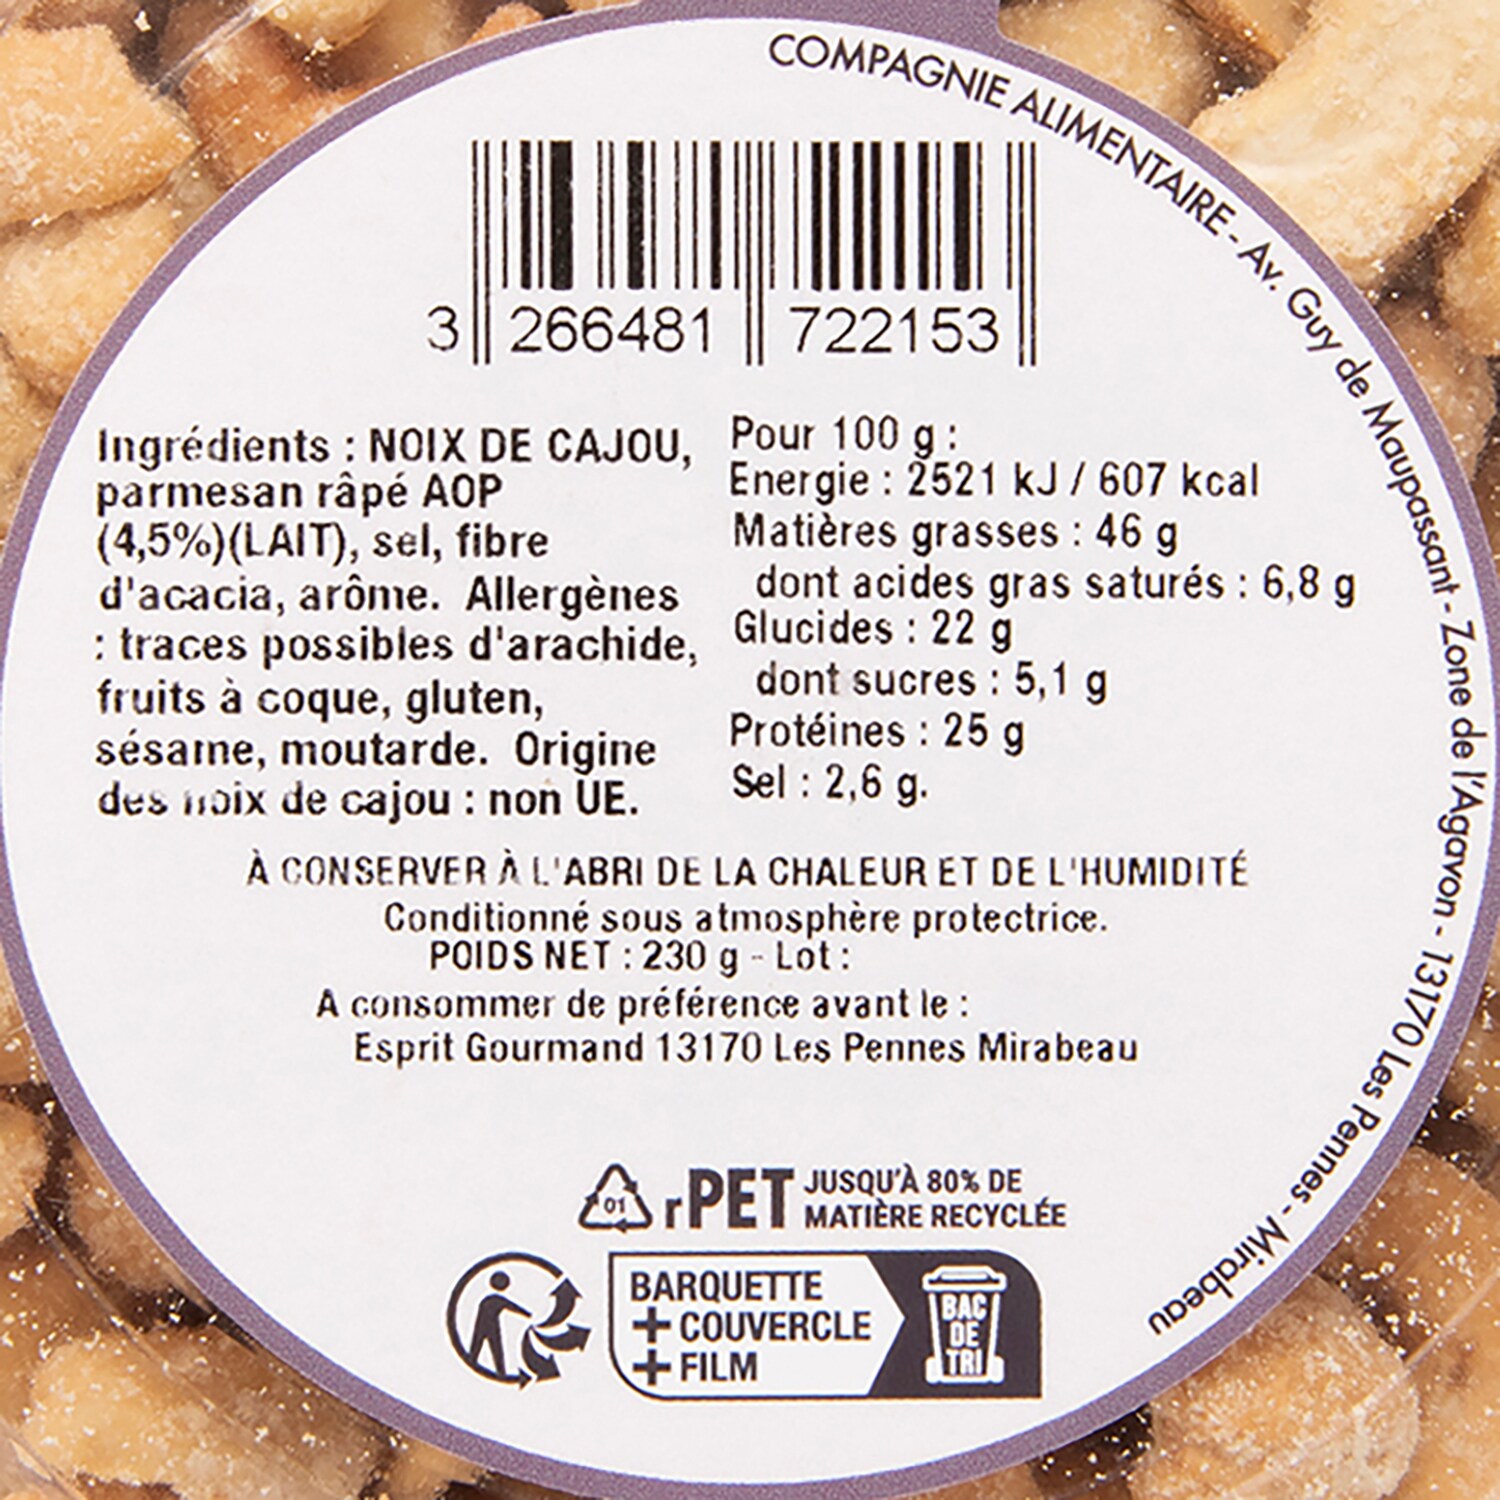 COMPAGNIE ALIMENTAIRE - Av. Guy de Maupassant - Zone de l'Agavon - 13170 Les Pennes - Mirabeau
3 266481 722153
Ingrédients : NOIX DE CAJOU,
parmesan râpé AOP
(4,5%)(LAIT), sel, fibre
d'acacia, arôme. Allergènes
: traces possibles d'arachide,
fruits à coque, gluten,
sésame, moutarde. Origine
des noix de cajou : non UE.
Pour 100 g :
Energie : 2521 kJ / 607 kcal
Matières grasses : 46 g
dont acides gras saturés : 6,8 g
Glucides : 22 g
dont sucres : 5,1 g
Protéines : 25 g
Sel : 2,6 g.
À CONSERVER À L'ABRI DE LA CHALEUR ET DE L'HUMIDITÉ
Conditionné sous atmosphère protectrice.
POIDS NET : 230 g - Lot :
A consommer de préférence avant le :
Esprit Gourmand 13170 Les Pennes Mirabeau
01 rPET JUSQU'À 80% DE
MATIÈRE RECYCLÉE
BARQUETTE
+ COUVERCLE
+ FILM
BAC
DE
TRI